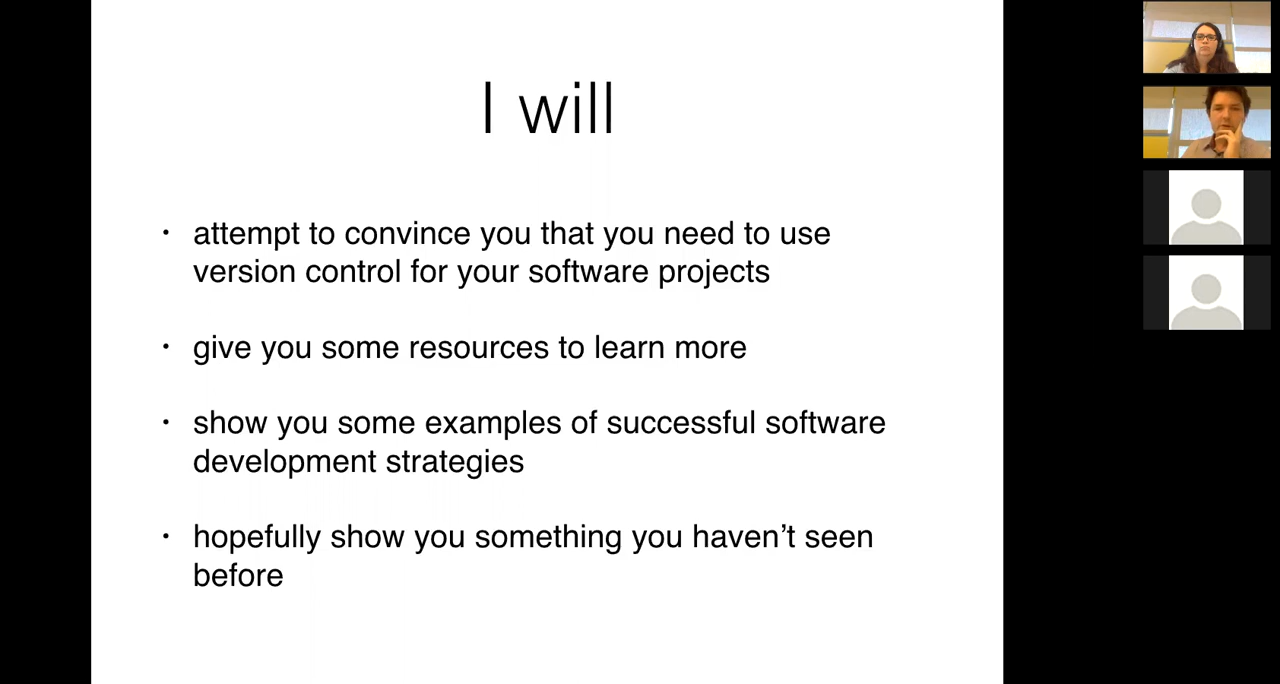 I will
• attempt to convince you that you need to use
version control for your software projects
• give you some resources to learn more
• show you some examples of successful software
development strategies
• hopefully show you something you haven’t seen
before